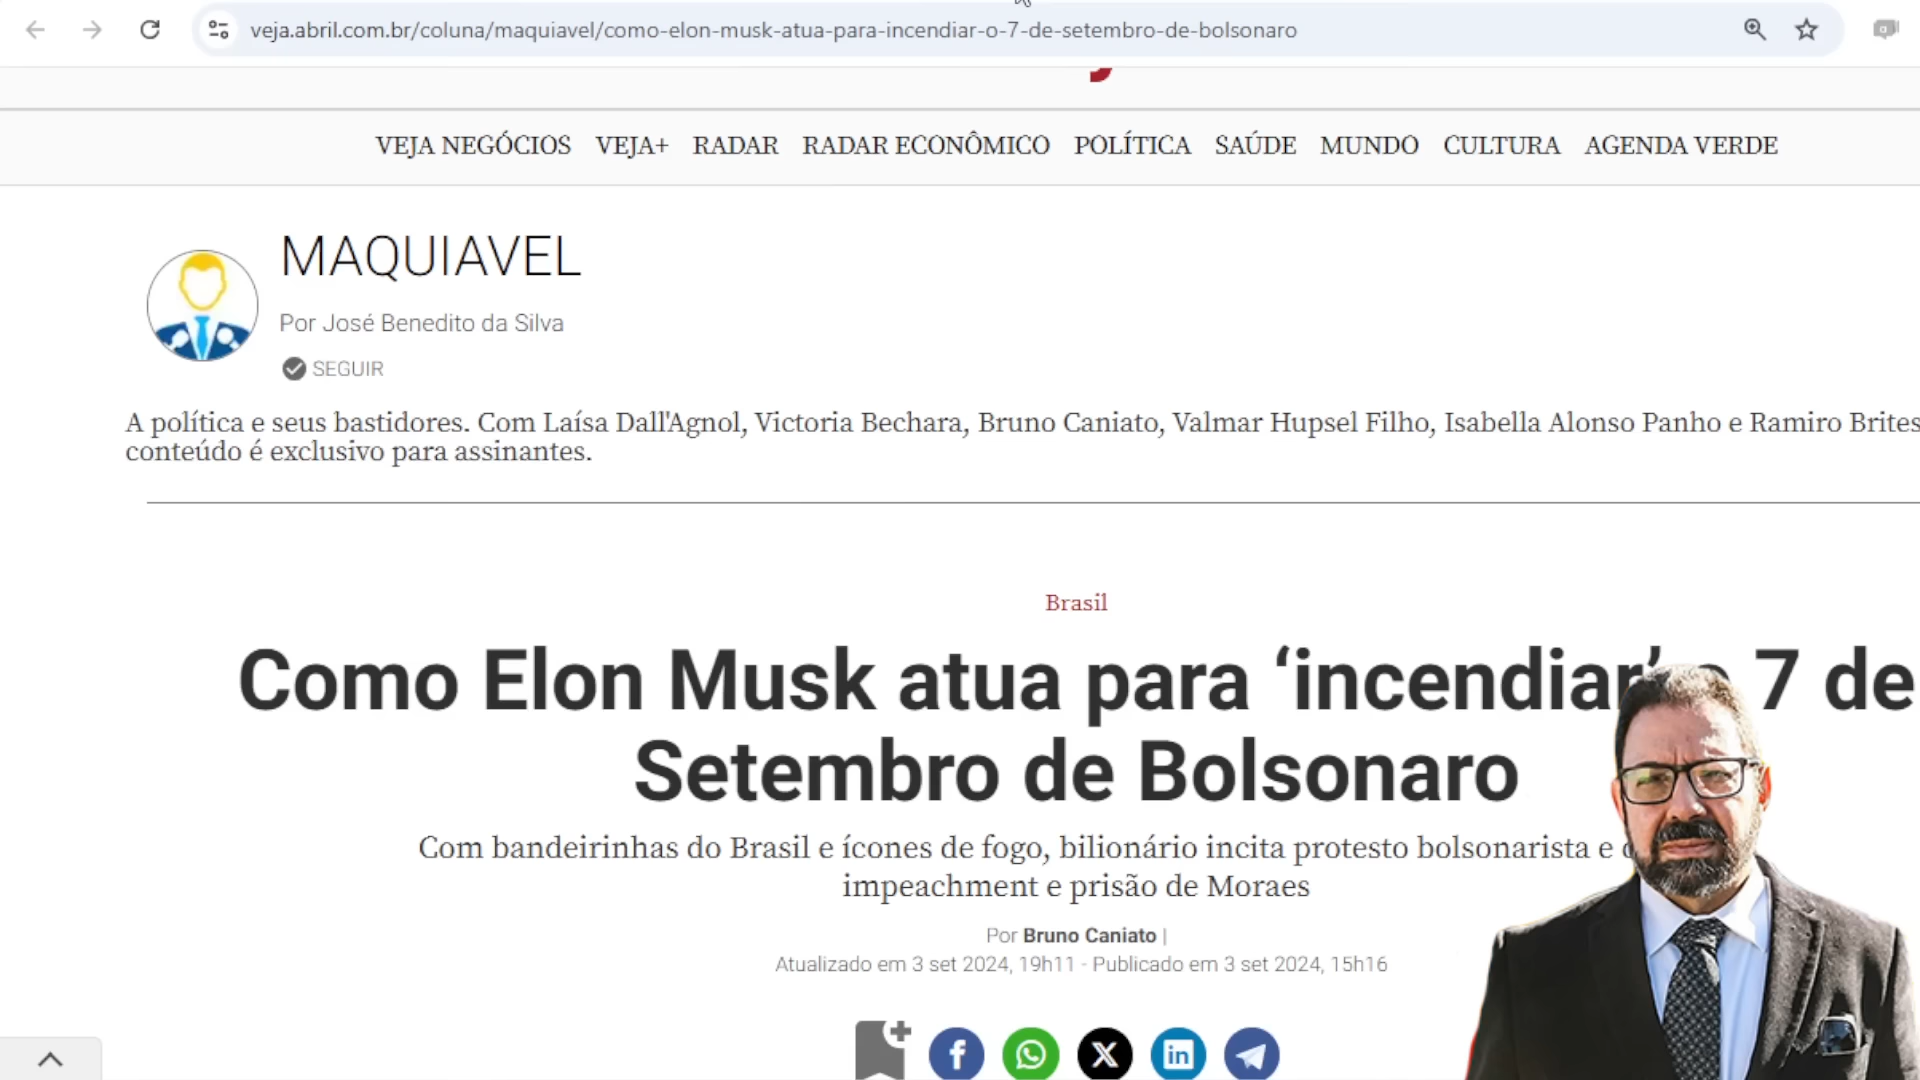 veja.abril.com.br/coluna/maquiavel/como-elon-musk-atua-para-incendiar-o-7-de-setembro-de-bolsonaro
VEJA NEGÓCIOS VEJA+ RADAR RADAR ECONÔMICO POLÍTICA SAÚDE MUNDO CULTURA AGENDA VERDE
MAQUIAVEL
Por José Benedito da Silva
SEGUIR
A política e seus bastidores. Com Laísa Dall'Agnol, Victoria Bechara, Bruno Caniato, Valmar Hupsel Filho, Isabella Alonso Panho e Ramiro Brites
conteúdo é exclusivo para assinantes.
Brasil
Como Elon Musk atua para ‘incendiar’ o 7 de
Setembro de Bolsonaro
Com bandeirinhas do Brasil e ícones de fogo, bilionário incita protesto bolsonarista e
impeachment e prisão de Moraes
Por Bruno Caniato |
Atualizado em 3 set 2024, 19h11 - Publicado em 3 set 2024, 15h16